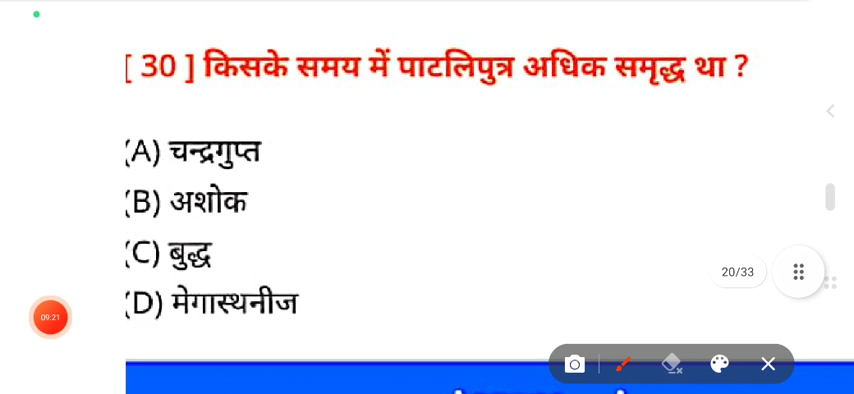 [ 30 ] किसके समय में पाटलिपुत्र अधिक समृद्ध था ?
(A) चन्द्रगुप्त
(B) अशोक
(C) बुद्ध
(D) मेगास्थनीज
20/33
09:21